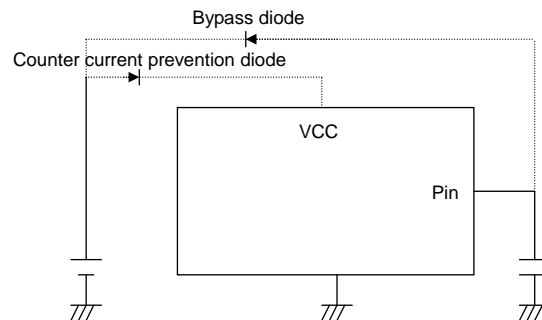 Bypass diode
Counter current prevention diode
VCC
Pin